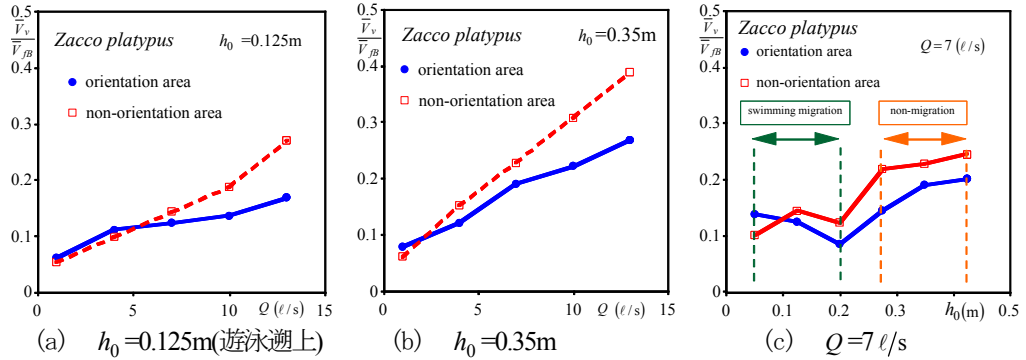 0.5
V̅v
V̅fB
0.4
0.3
0.2
0.1
0
Zacco platypus h0 =0.125m
orientation area
non-orientation area
0 5 10 Q (ℓ/s) 15
(a) h0 =0.125m(遊泳遡上)
0.5
V̅v
V̅fB
0.4
0.3
0.2
0.1
0
Zacco platypus h0 =0.35m
orientation area
non-orientation area
0 5 10 Q (ℓ/s) 15
(b) h0 =0.35m
0.5
V̅v
V̅fB
0.4
0.3
0.2
0.1
0
Zacco platypus
Q=7 (ℓ/s)
orientation area
non-orientation area
swimming migration non-migration
0 0.1 0.2 0.3 0.4 h0(m) 0.5
(c) Q=7 ℓ/s